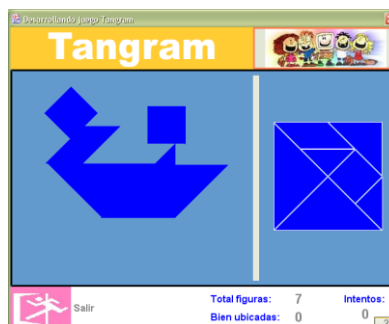 Desarrollando juego Tangram
Tangram
Salir
Total figuras: 7
Intentos:
Bien ubicadas: 0
0